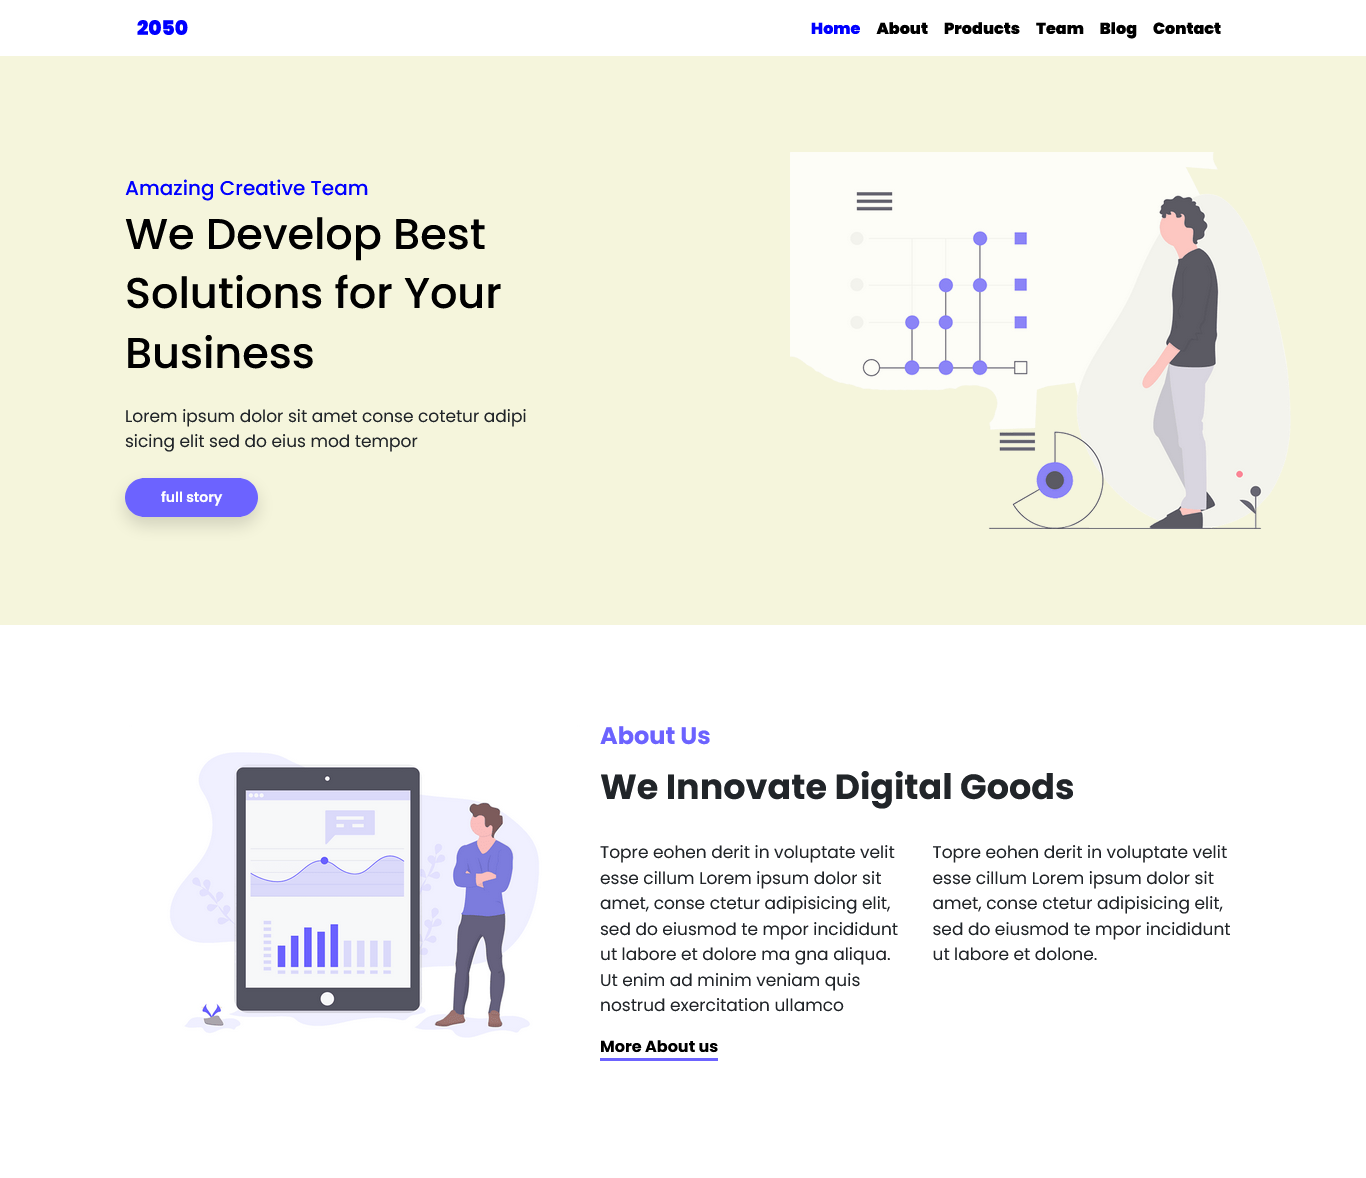 2050
Home About Products Team Blog Contact
Amazing Creative Team
We Develop Best
Solutions for Your
Business
Lorem ipsum dolor sit amet conse cotetur adipi
sicing elit sed do eius mod tempor
full story
About Us
We Innovate Digital Goods
Topre eohen derit in voluptate velit
esse cillum Lorem ipsum dolor sit
amet, conse ctetur adipisicing elit,
sed do eiusmod te mpor incididunt
ut labore et dolore ma gna aliqua.
Ut enim ad minim veniam quis
nostrud exercitation ullamco
Topre eohen derit in voluptate velit
esse cillum Lorem ipsum dolor sit
amet, conse ctetur adipisicing elit,
sed do eiusmod te mpor incididunt
ut labore et dolone.
More About us